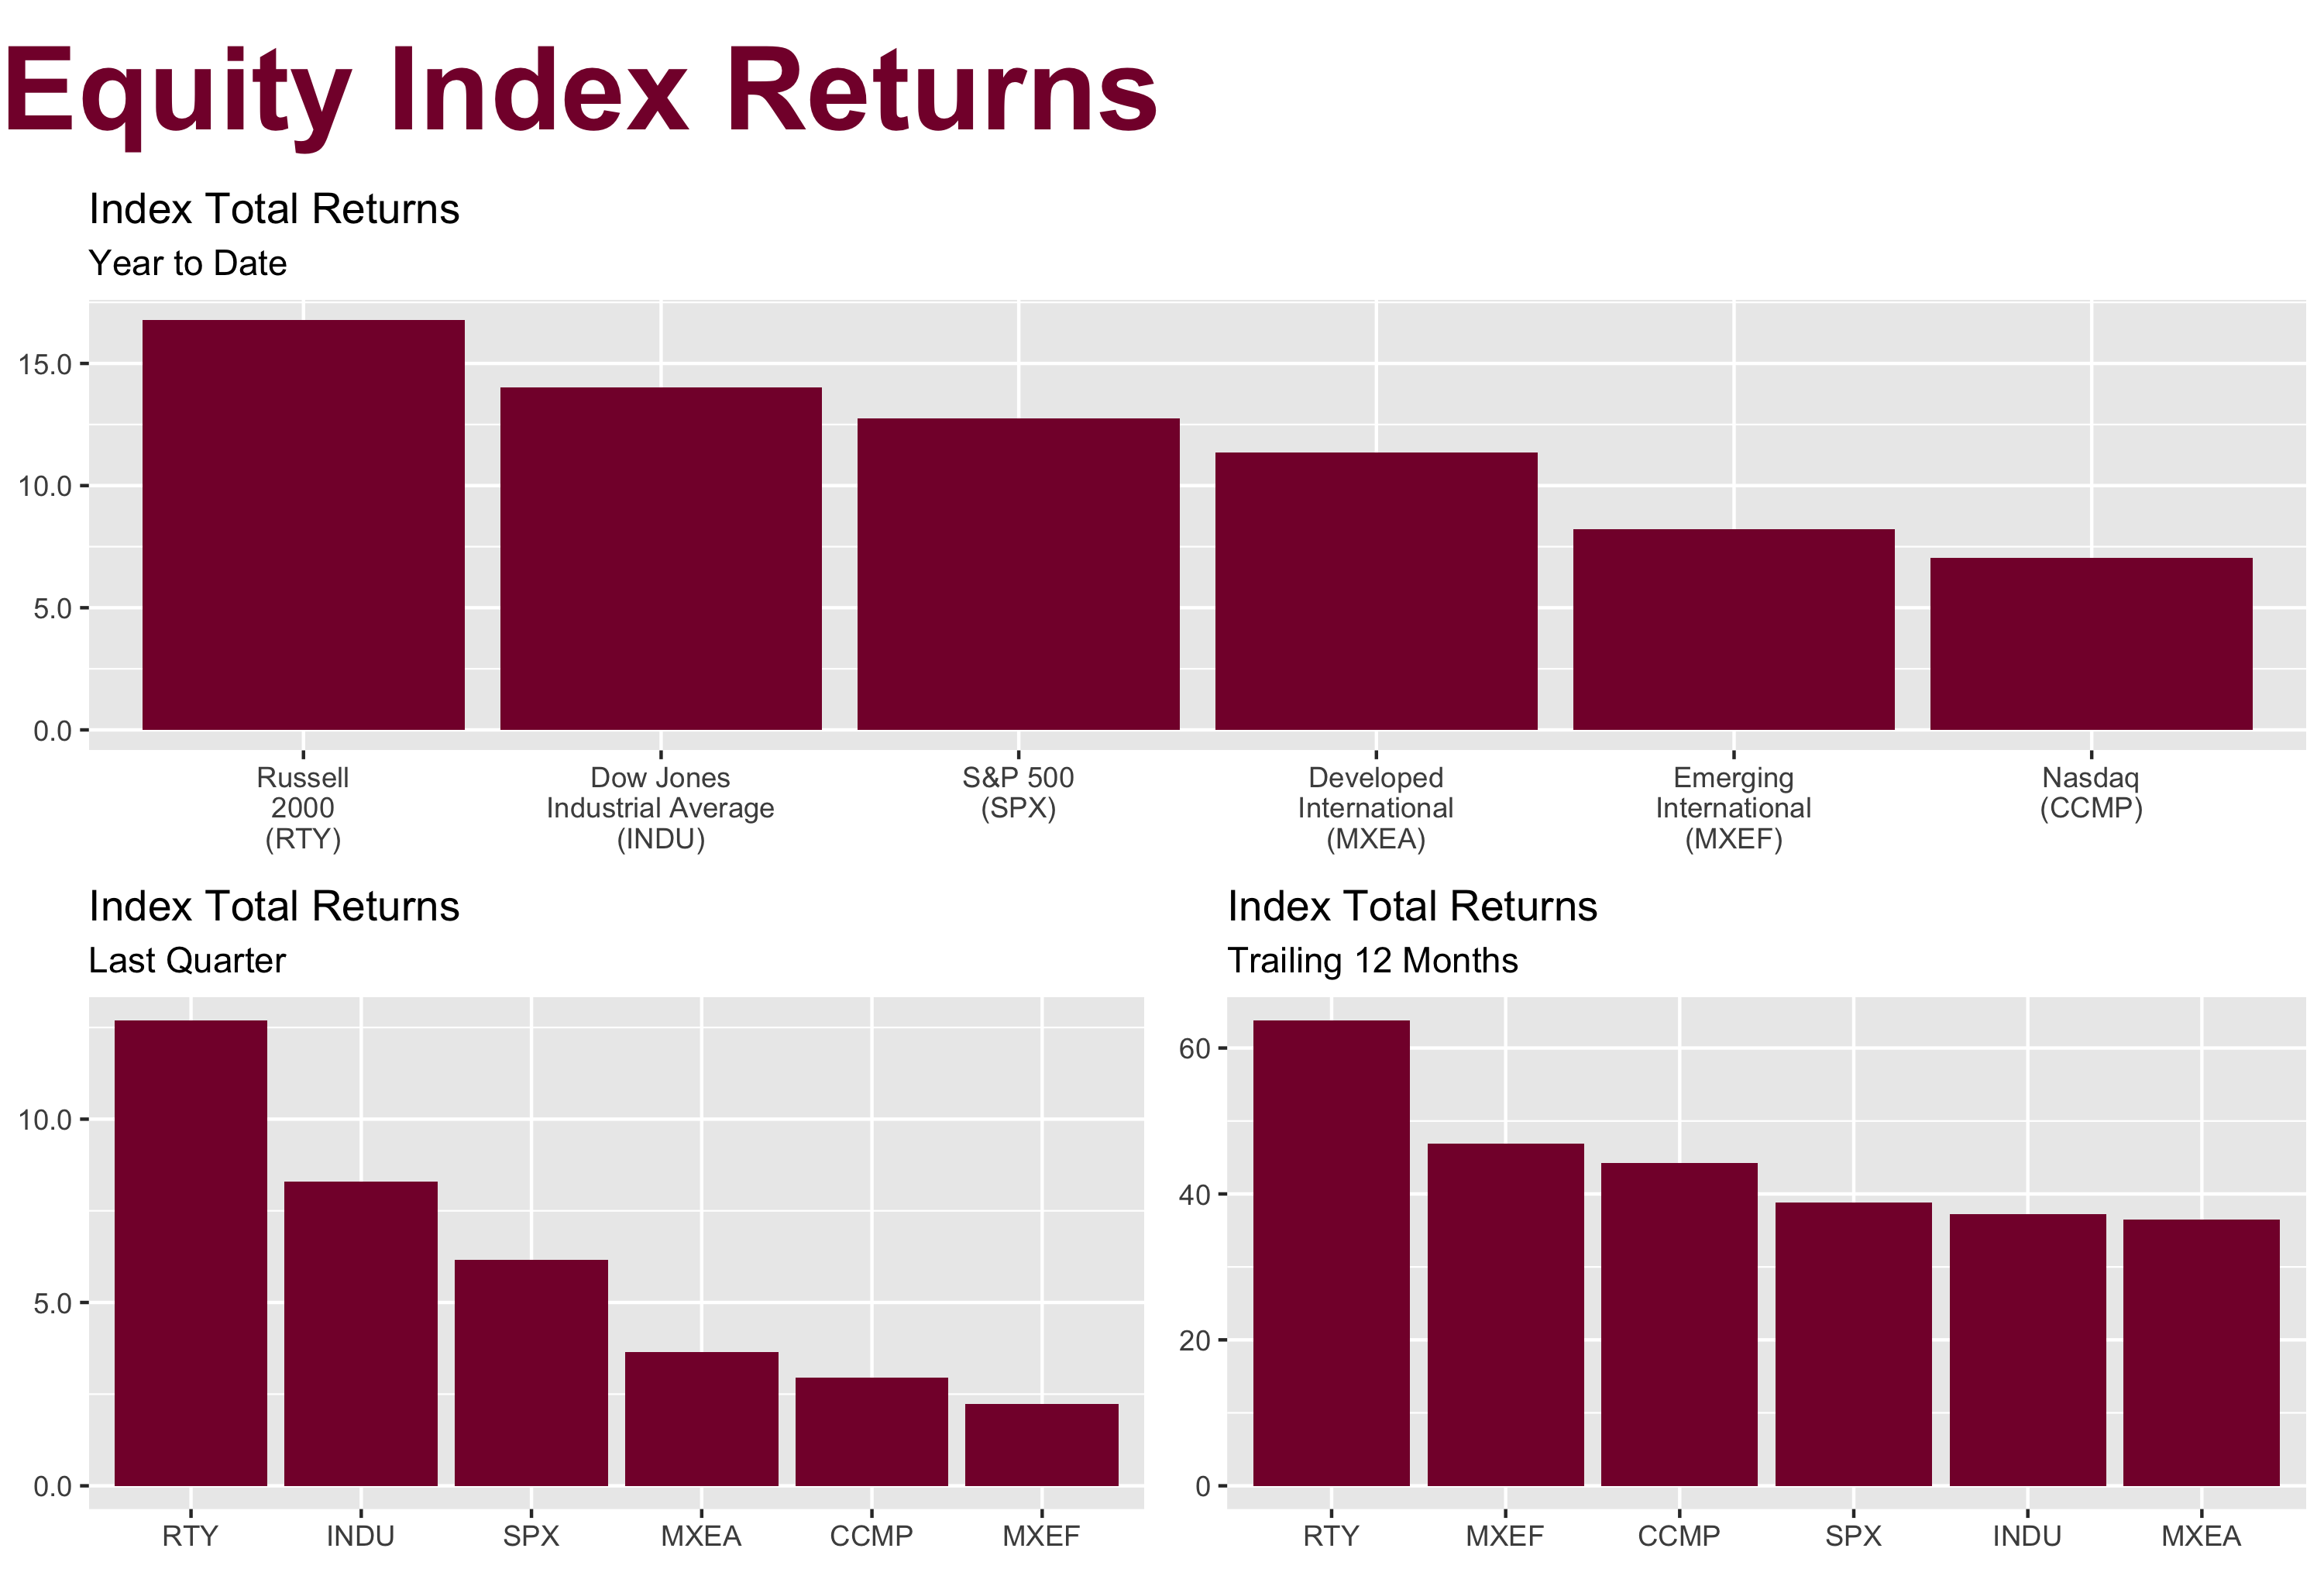 Equity Index Returns
Index Total Returns
Year to Date
15.0
10.0
5.0
0.0
Russell
2000
(RTY)
Dow Jones
Industrial Average
(INDU)
S&P 500
(SPX)
Developed
International
(MXEA)
Emerging
International
(MXEF)
Nasdaq
(CCMP)
Index Total Returns
Last Quarter
10.0
5.0
0.0
RTY
INDU
SPX
MXEA
CCMP
MXEF
Index Total Returns
Trailing 12 Months
60
40
20
0
RTY
MXEF
CCMP
SPX
INDU
MXEA